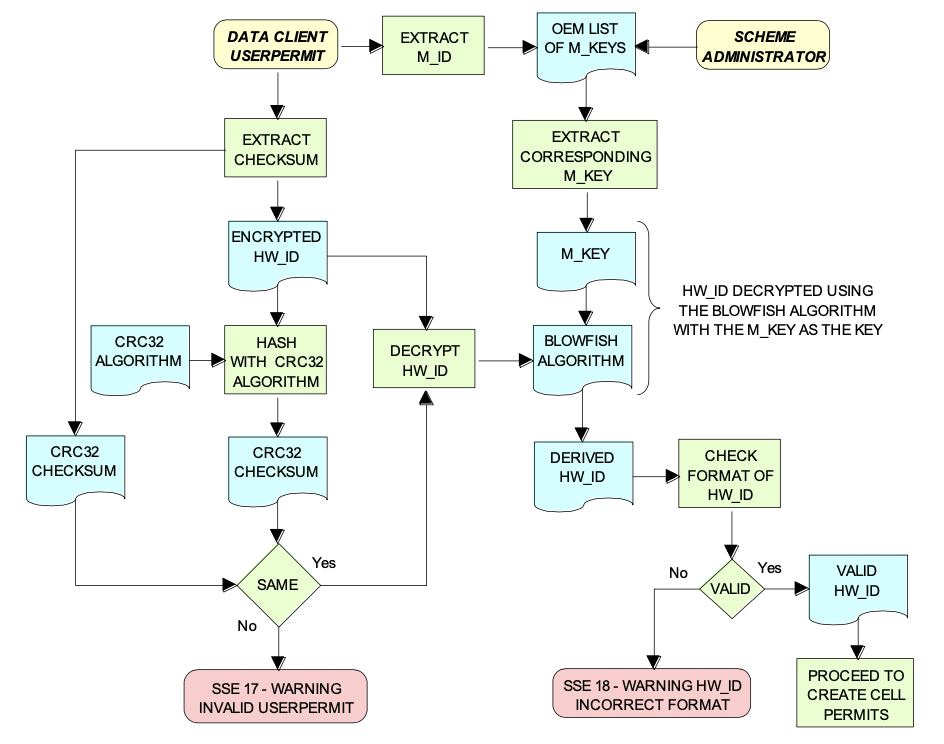 DATA CLIENT
USERPERMIT
EXTRACT
M_ID
OEM LIST
OF M_KEYS
SCHEME
ADMINISTRATOR
EXTRACT
CHECKSUM
EXTRACT
CORRESPONDING
M_KEY
ENCRYPTED
HW_ID
M_KEY
HW_ID DECRYPTED USING
THE BLOWFISH ALGORITHM
WITH THE M_KEY AS THE KEY
CRC32
ALGORITHM
HASH
WITH CRC32
ALGORITHM
DECRYPT
HW_ID
BLOWFISH
ALGORITHM
CRC32
CHECKSUM
CRC32
CHECKSUM
DERIVED
HW_ID
CHECK
FORMAT OF
HW_ID
SAME
Yes
No
VALID
No
Yes
VALID
HW_ID
SSE 17 - WARNING
INVALID USERPERMIT
SSE 18 - WARNING HW_ID
INCORRECT FORMAT
PROCEED TO
CREATE CELL
PERMITS